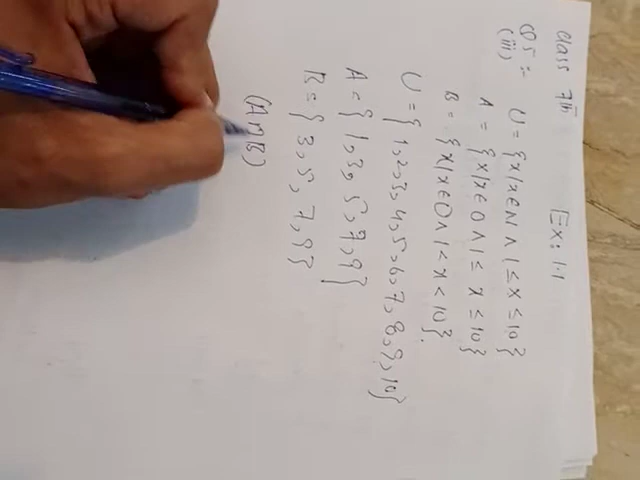 Class 7th Ex: 1.1
Q5:-
(iii) U = {x/x∈N ∧ 1 ≤ x ≤ 10}
A = {x/x∈O ∧ 1 ≤ x ≤ 10}
B = {x/x∈O ∧ 1 < x < 10}.
U = {1,2,3,4,5,6,7,8,9,10}
A = {1,3,5,7,9}
B = {3,5,7,9}
(A∩B)